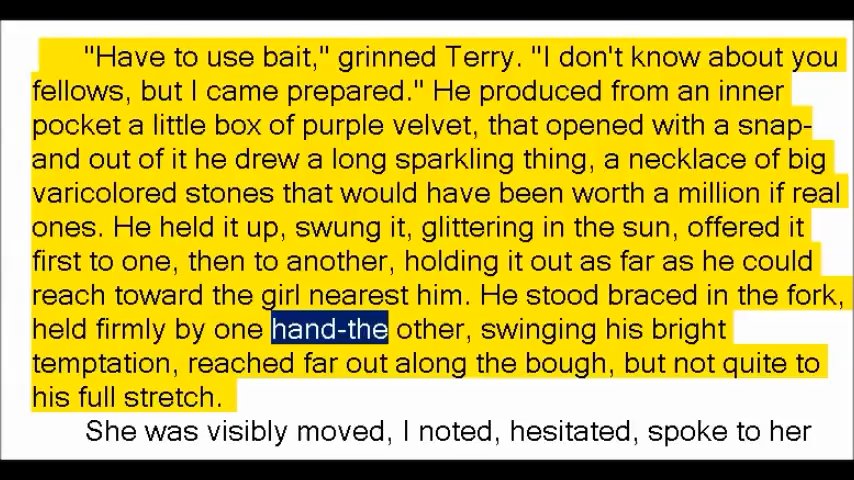 "Have to use bait," grinned Terry. "I don't know about you
fellows, but I came prepared." He produced from an inner
pocket a little box of purple velvet, that opened with a snap-
and out of it he drew a long sparkling thing, a necklace of big
varicolored stones that would have been worth a million if real
ones. He held it up, swung it, glittering in the sun, offered it
first to one, then to another, holding it out as far as he could
reach toward the girl nearest him. He stood braced in the fork,
held firmly by one hand-the other, swinging his bright
temptation, reached far out along the bough, but not quite to
his full stretch.
She was visibly moved, I noted, hesitated, spoke to her